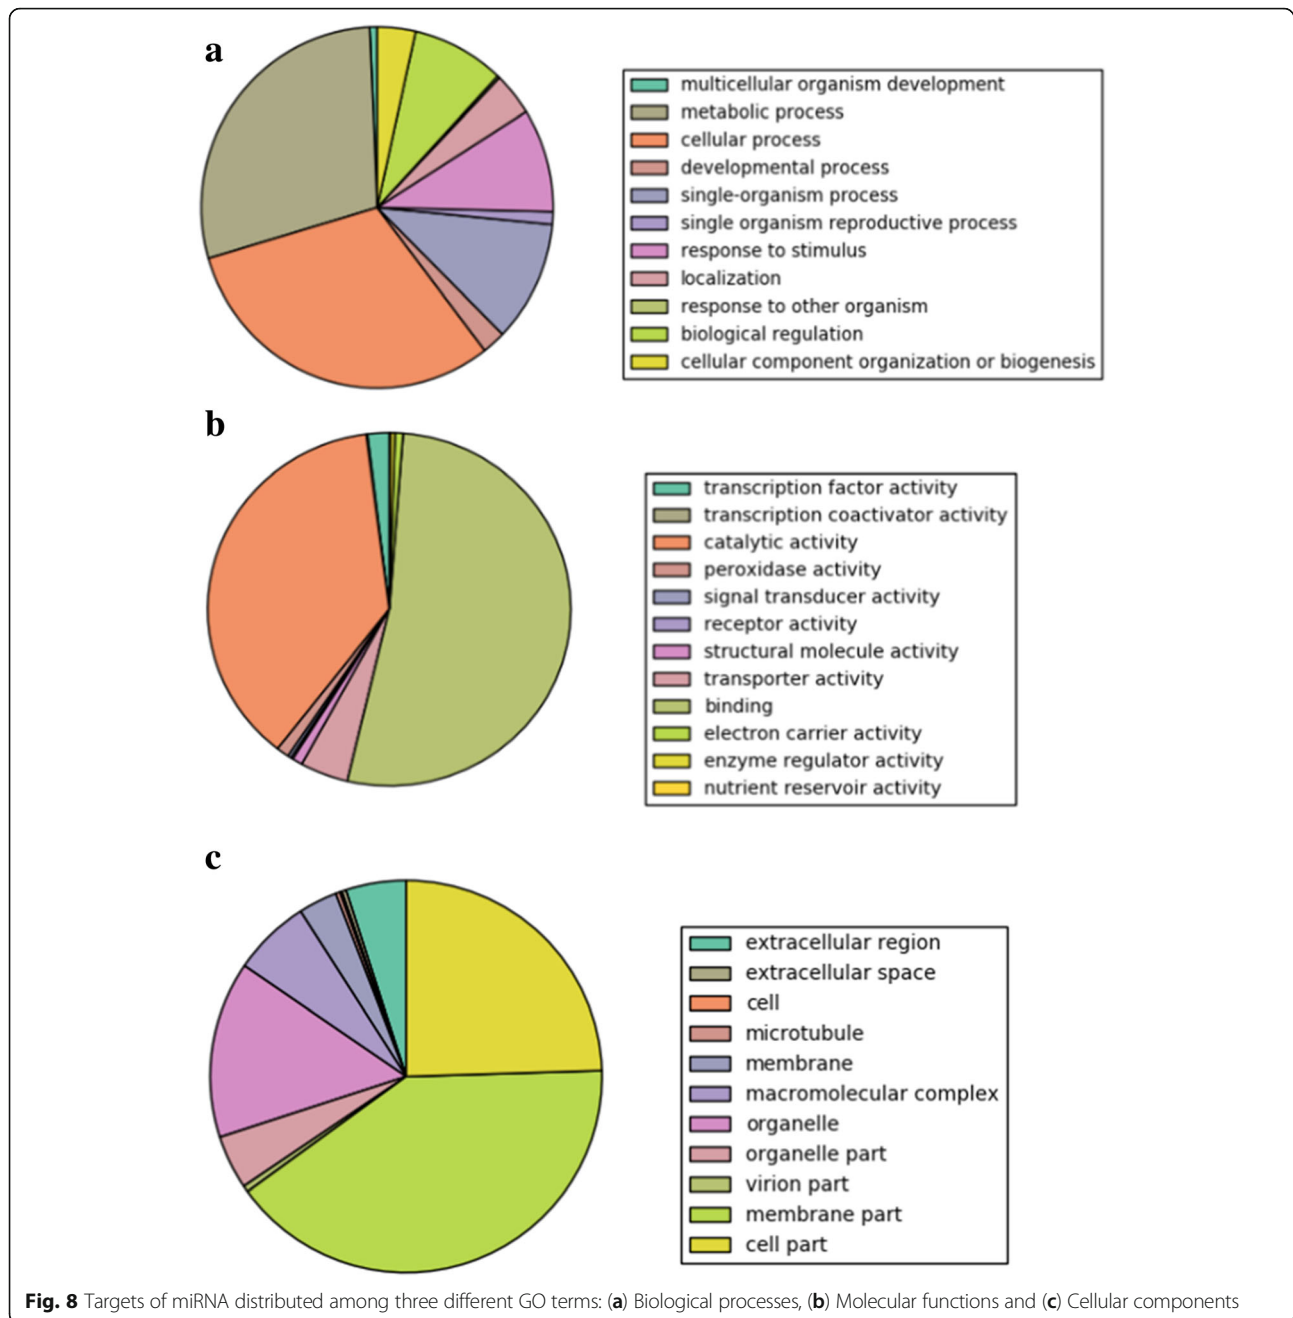 a
multicellular organism development
metabolic process
cellular process
developmental process
single-organism process
single organism reproductive process
response to stimulus
localization
response to other organism
biological regulation
cellular component organization or biogenesis
b
transcription factor activity
transcription coactivator activity
catalytic activity
peroxidase activity
signal transducer activity
receptor activity
structural molecule activity
transporter activity
binding
electron carrier activity
enzyme regulator activity
nutrient reservoir activity
c
extracellular region
extracellular space
cell
microtubule
membrane
macromolecular complex
organelle
organelle part
virion part
membrane part
cell part
Fig. 8 Targets of miRNA distributed among three different GO terms: (a) Biological processes, (b) Molecular functions and (c) Cellular components